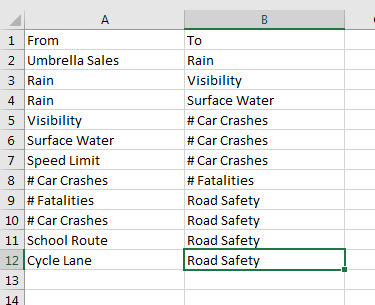 A B
1 From To
2 Umbrella Sales Rain
3 Rain Visibility
4 Rain Surface Water
5 Visibility # Car Crashes
6 Surface Water # Car Crashes
7 Speed Limit # Car Crashes
8 # Car Crashes # Fatalities
9 # Fatalities Road Safety
10 # Car Crashes Road Safety
11 School Route Road Safety
12 Cycle Lane Road Safety
13
14